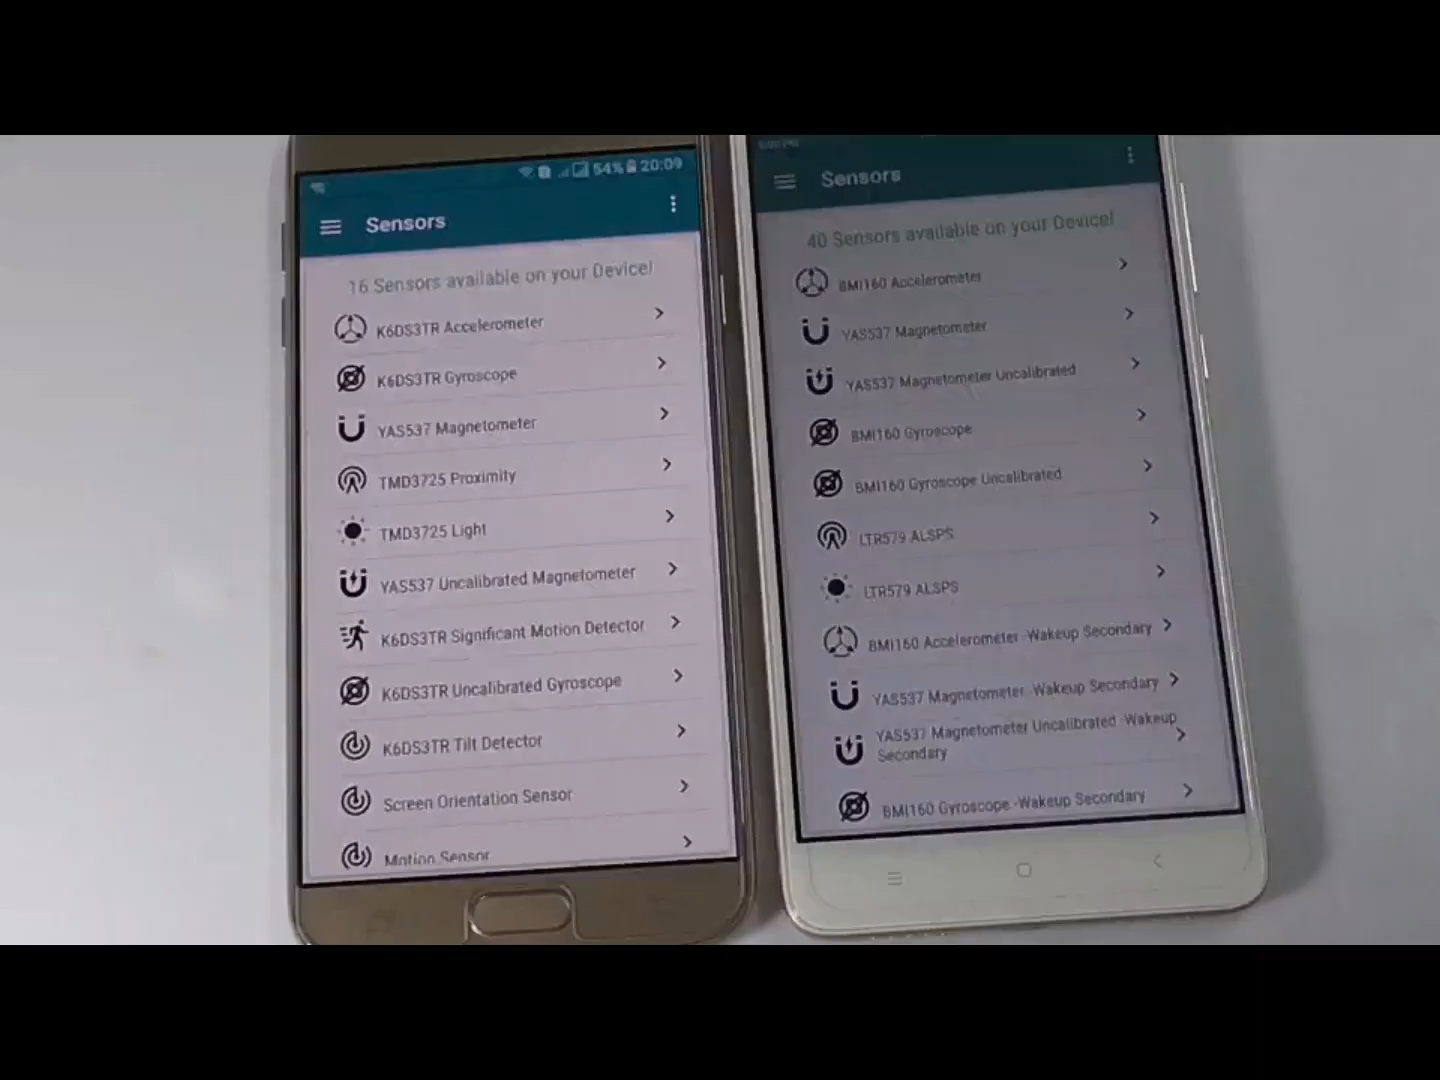 54% 20:09
Sensors
16 Sensors available on your Device!
K6DS3TR Accelerometer
K6DS3TR Gyroscope
YAS537 Magnetometer
TMD3725 Proximity
TMD3725 Light
YAS537 Uncalibrated Magnetometer
K6DS3TR Significant Motion Detector
K6DS3TR Uncalibrated Gyroscope
K6DS3TR Tilt Detector
Screen Orientation Sensor
Motion Sensor
Sensors
40 Sensors available on your Device!
BMI160 Accelerometer
YAS537 Magnetometer
YAS537 Magnetometer Uncalibrated
BMI160 Gyroscope
BMI160 Gyroscope Uncalibrated
LTR579 ALSPS
LTR579 ALSPS
BMI160 Accelerometer -Wakeup Secondary
YAS537 Magnetometer -Wakeup Secondary
YAS537 Magnetometer Uncalibrated -Wakeup
Secondary
BMI160 Gyroscope -Wakeup Secondary